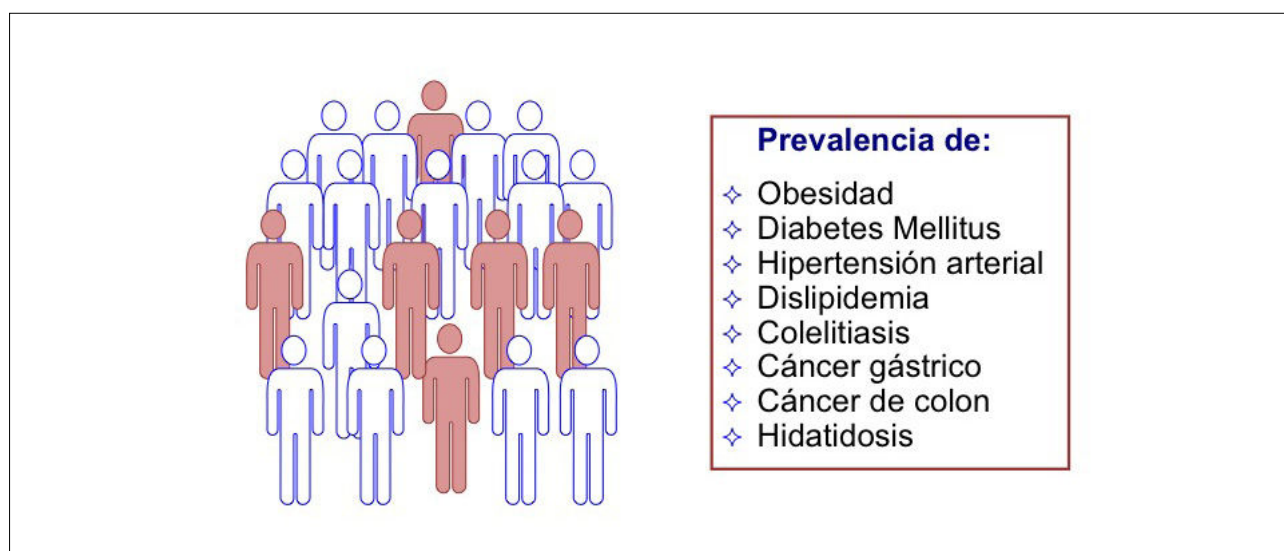 Prevalencia de:
Obesidad
Diabetes Mellitus
Hipertensión arterial
Dislipidemia
Colelitiasis
Cáncer gástrico
Cáncer de colon
Hidatidosis